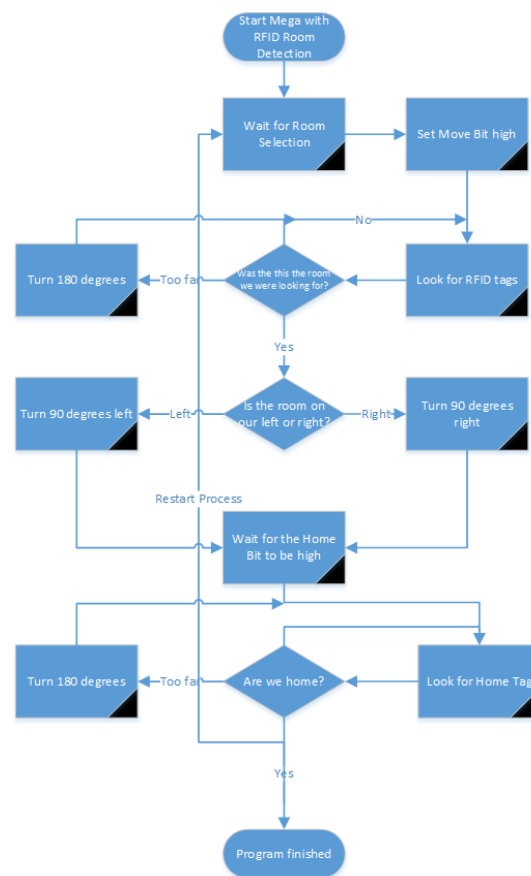 Start Mega with
RFID Room
Detection
Wait for Room
Selection
Set Move Bit high
No
Turn 180 degrees
Too far
Was the this the room
we were looking for?
Look for RFID tags
Yes
Turn 90 degrees left
Left
Is the room on
our left or right?
Right
Turn 90 degrees
right
Restart Process
Wait for the Home
Bit to be high
Turn 180 degrees
Too far
Are we home?
Look for Home Tag
Yes
Program finished